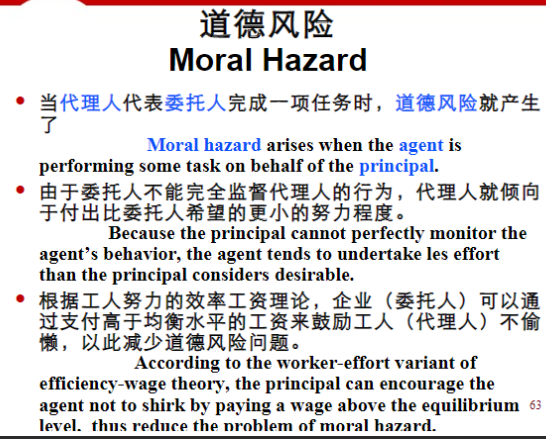 道德风险
Moral Hazard
• 当代理人代表委托人完成一项任务时，道德风险就产生
了
Moral hazard arises when the agent is
performing some task on behalf of the principal.
• 由于委托人不能完全监督代理人的行为，代理人就倾向
于付出比委托人希望的更小的努力程度。
Because the principal cannot perfectly monitor the
agent’s behavior, the agent tends to undertake les effort
than the principal considers desirable.
• 根据工人努力的效率工资理论，企业（委托人）可以通
过支付高于均衡水平的工资来鼓励工人（代理人）不偷
懒，以此减少道德风险问题。
According to the worker-effort variant of
efficiency-wage theory, the principal can encourage the
agent not to shirk by paying a wage above the equilibrium
level, thus reduce the problem of moral hazard.
63